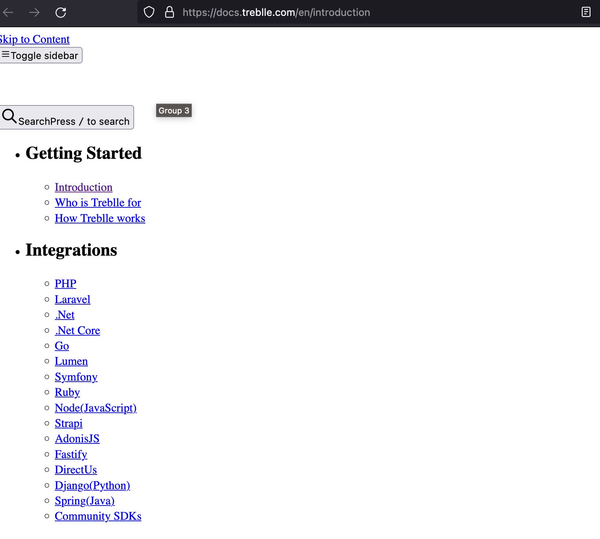 https://docs.treblle.com/en/introduction
Skip to Content
Toggle sidebar
SearchPress / to search
Group 3
Getting Started
Introduction
Who is Treblle for
How Treblle works
Integrations
PHP
Laravel
.Net
.Net Core
Go
Lumen
Symfony
Ruby
Node(JavaScript)
Strapi
AdonisJS
Fastify
DirectUs
Django(Python)
Spring(Java)
Community SDKs